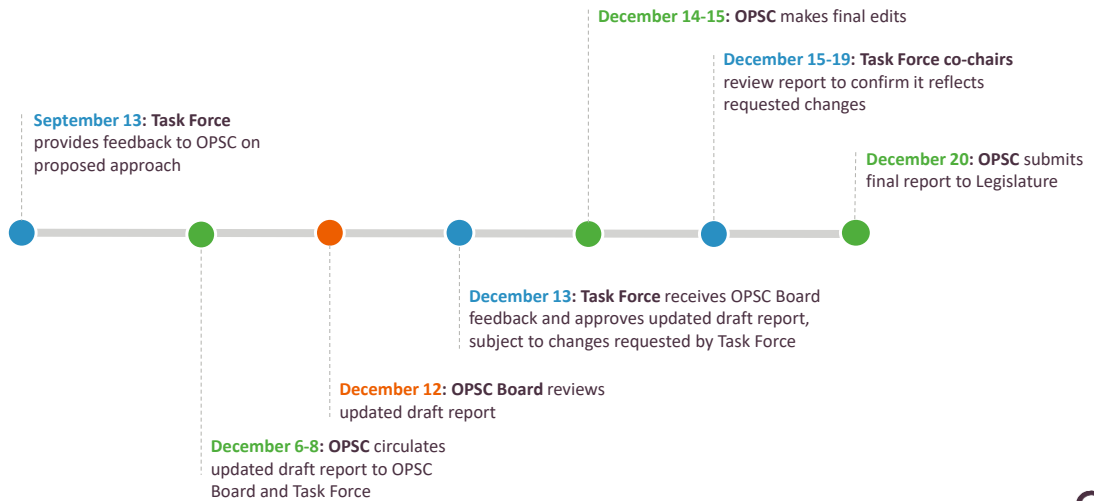 September 13: Task Force
provides feedback to OPSC on
proposed approach
December 6-8: OPSC circulates
updated draft report to OPSC
Board and Task Force
December 12: OPSC Board reviews
updated draft report
December 13: Task Force receives OPSC Board
feedback and approves updated draft report,
subject to changes requested by Task Force
December 14-15: OPSC makes final edits
December 15-19: Task Force co-chairs
review report to confirm it reflects
requested changes
December 20: OPSC submits
final report to Legislature